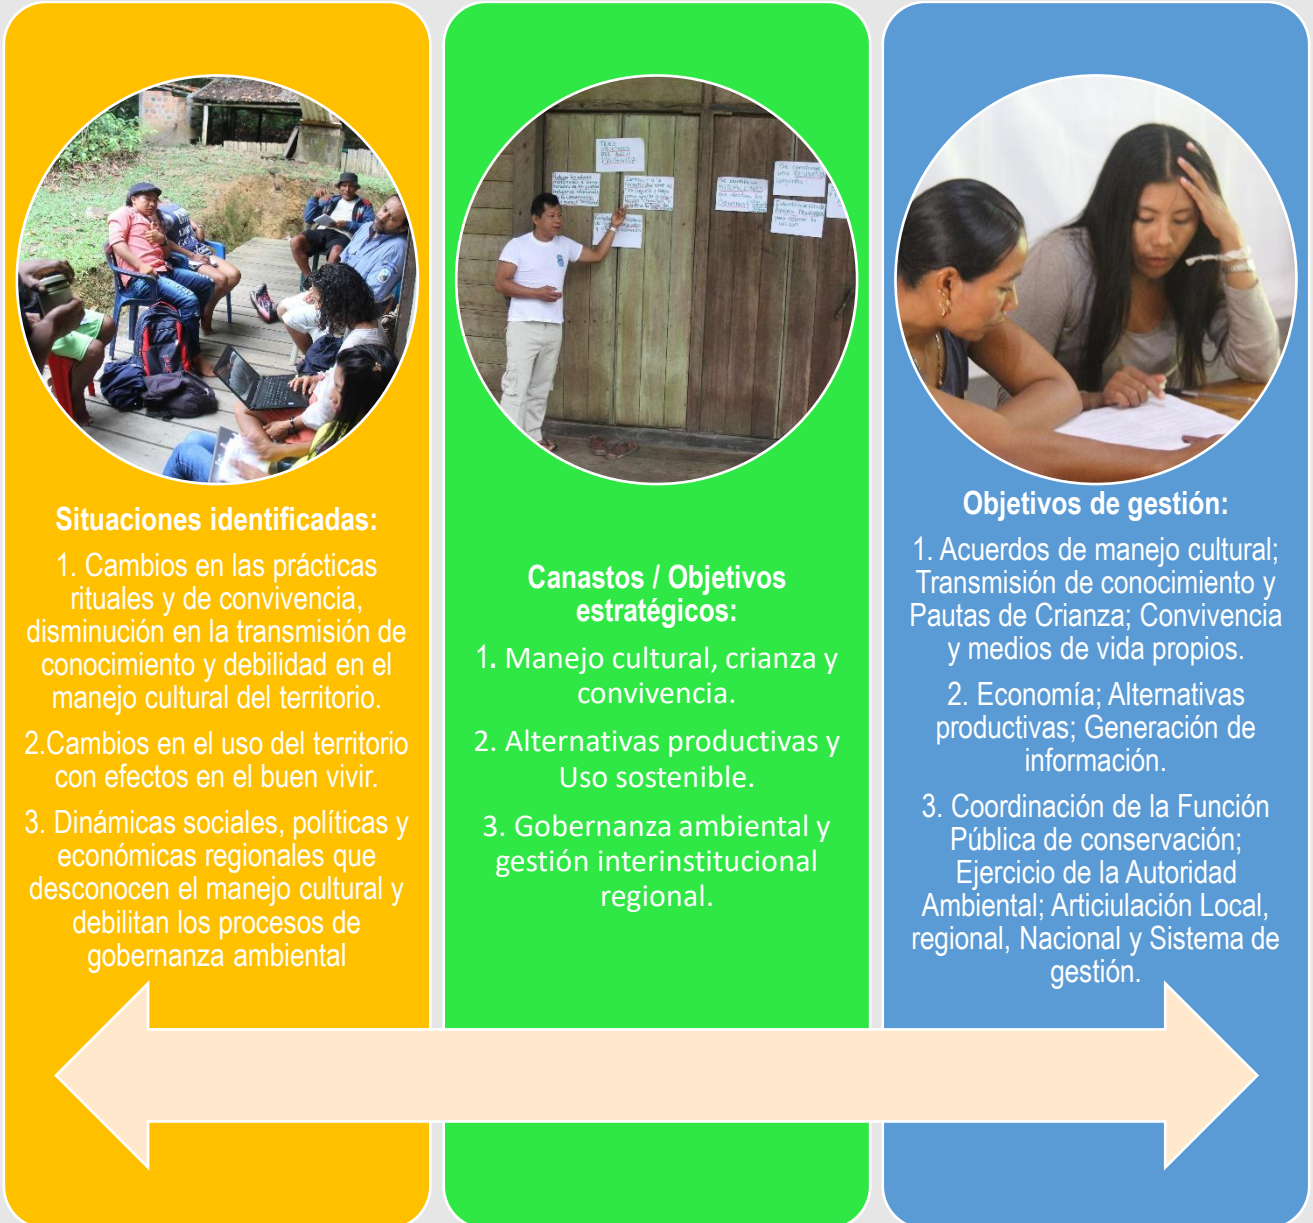 Situaciones identificadas:
1. Cambios en las prácticas
rituales y de convivencia,
disminución en la transmisión de
conocimiento y debilidad en el
manejo cultural del territorio.
2.Cambios en el uso del territorio
con efectos en el buen vivir.
3. Dinámicas sociales, políticas y
económicas regionales que
desconocen el manejo cultural y
debilitan los procesos de
gobernanza ambiental
Canastos / Objetivos
estratégicos:
1. Manejo cultural, crianza y
convivencia.
2. Alternativas productivas y
Uso sostenible.
3. Gobernanza ambiental y
gestión interinstitucional
regional.
Objetivos de gestión:
1. Acuerdos de manejo cultural;
Transmisión de conocimiento y
Pautas de Crianza; Convivencia
y medios de vida propios.
2. Economía; Alternativas
productivas; Generación de
información.
3. Coordinación de la Función
Pública de conservación;
Ejercicio de la Autoridad
Ambiental; Articiulación Local,
regional, Nacional y Sistema de
gestión.